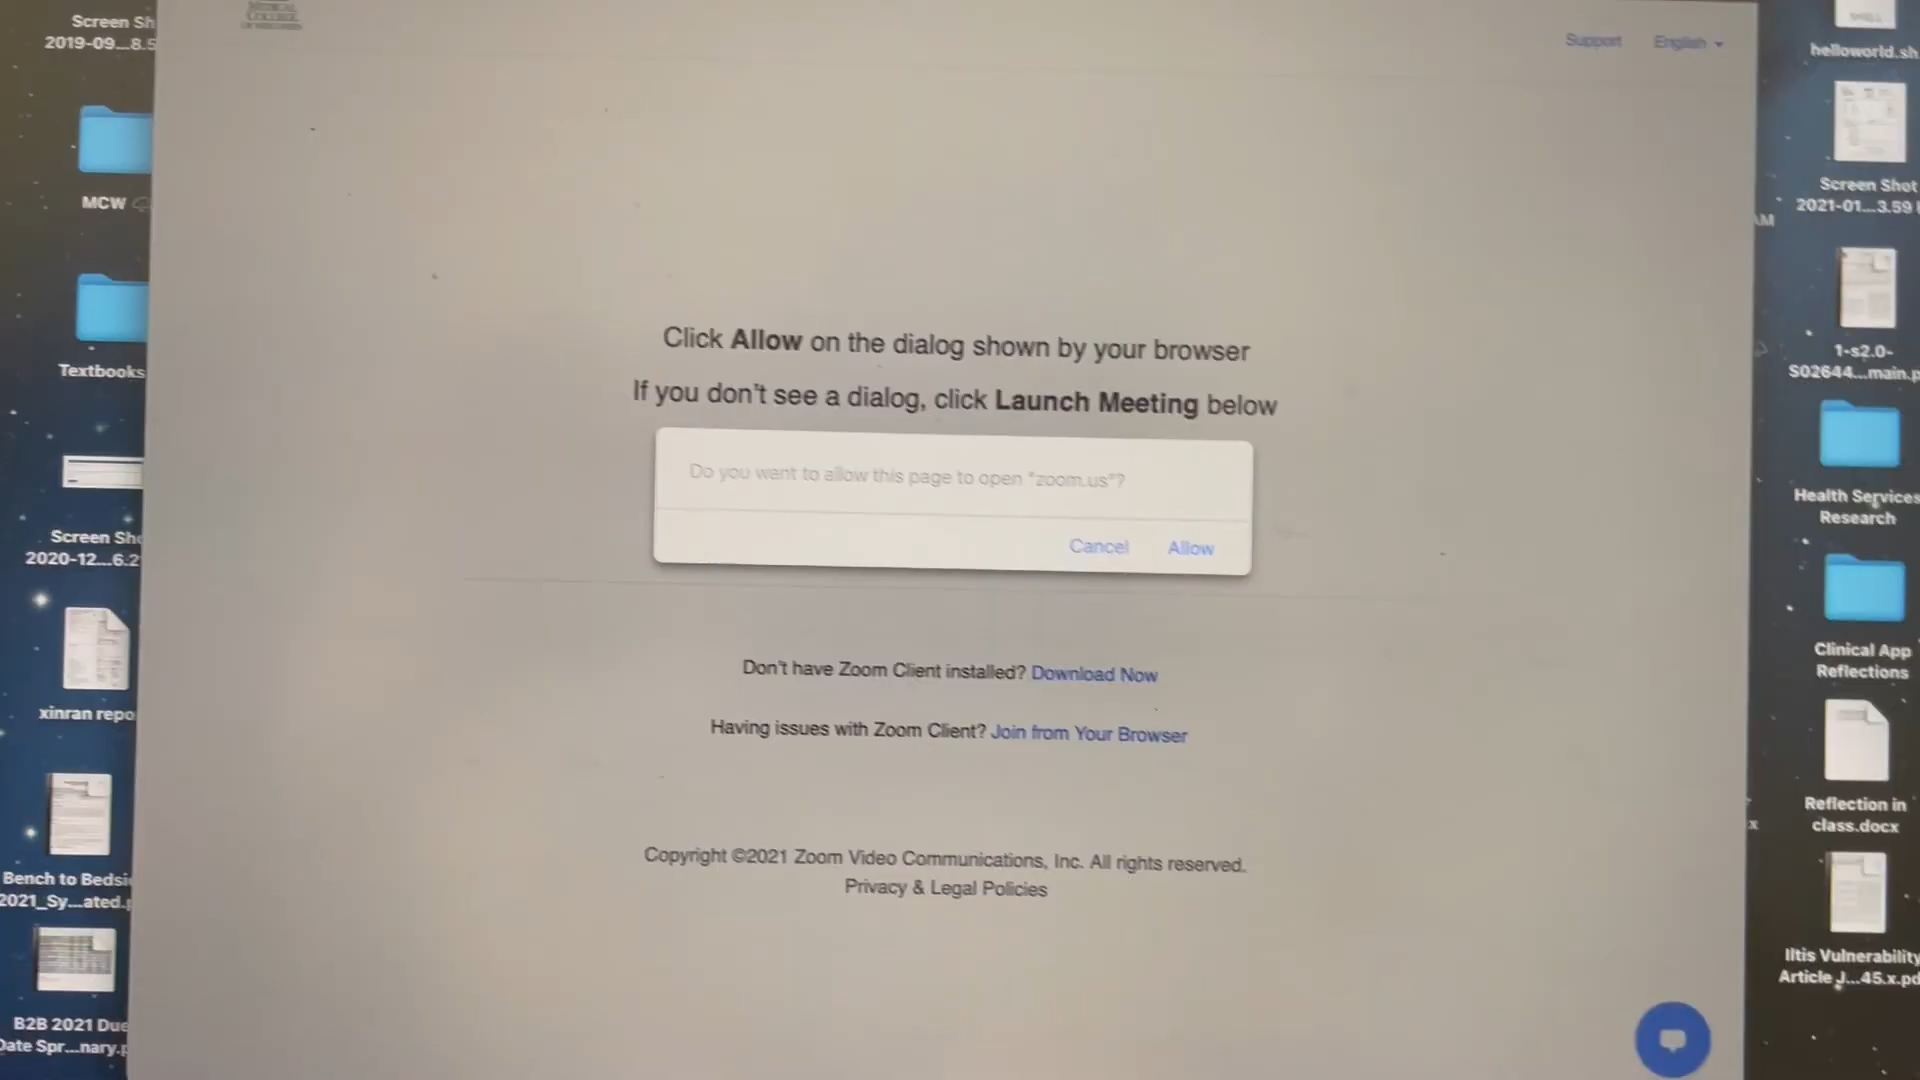 Screen Sh
2019-09...8.5
MCW
Textbooks
Screen Sho
2020-12...6.2
xinran repo
Bench to Bedsi
2021_Sy...ated.p
B2B 2021 Due
Date Spr...nary.p
MEDICAL
COLLEGE
Support English
Click Allow on the dialog shown by your browser
If you don't see a dialog, click Launch Meeting below
Do you want to allow this page to open "zoom.us"?
Cancel Allow
Don't have Zoom Client installed? Download Now
Having issues with Zoom Client? Join from Your Browser
Copyright ©2021 Zoom Video Communications, Inc. All rights reserved.
Privacy & Legal Policies
helloworld.sh
Screen Shot
2021-01...3.59
AM
1-s2.0-
S02644...main.p
Health Services
Research
Clinical App
Reflections
Reflection in
class.docx
x
Iltis Vulnerability
Article J...45.x.pd